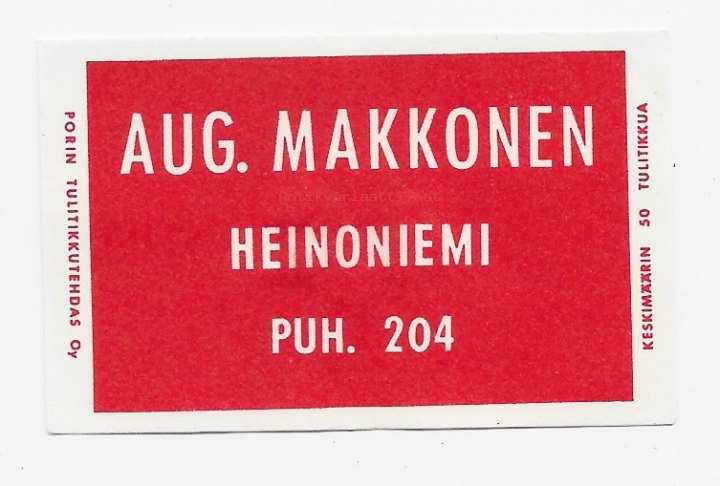 AUG. MAKKONEN
HEINONIEMI
PUH. 204
PORIN TULITIKKUTEHDAS Oy
KESKIMÄÄRIN 50 TULITIKKUA